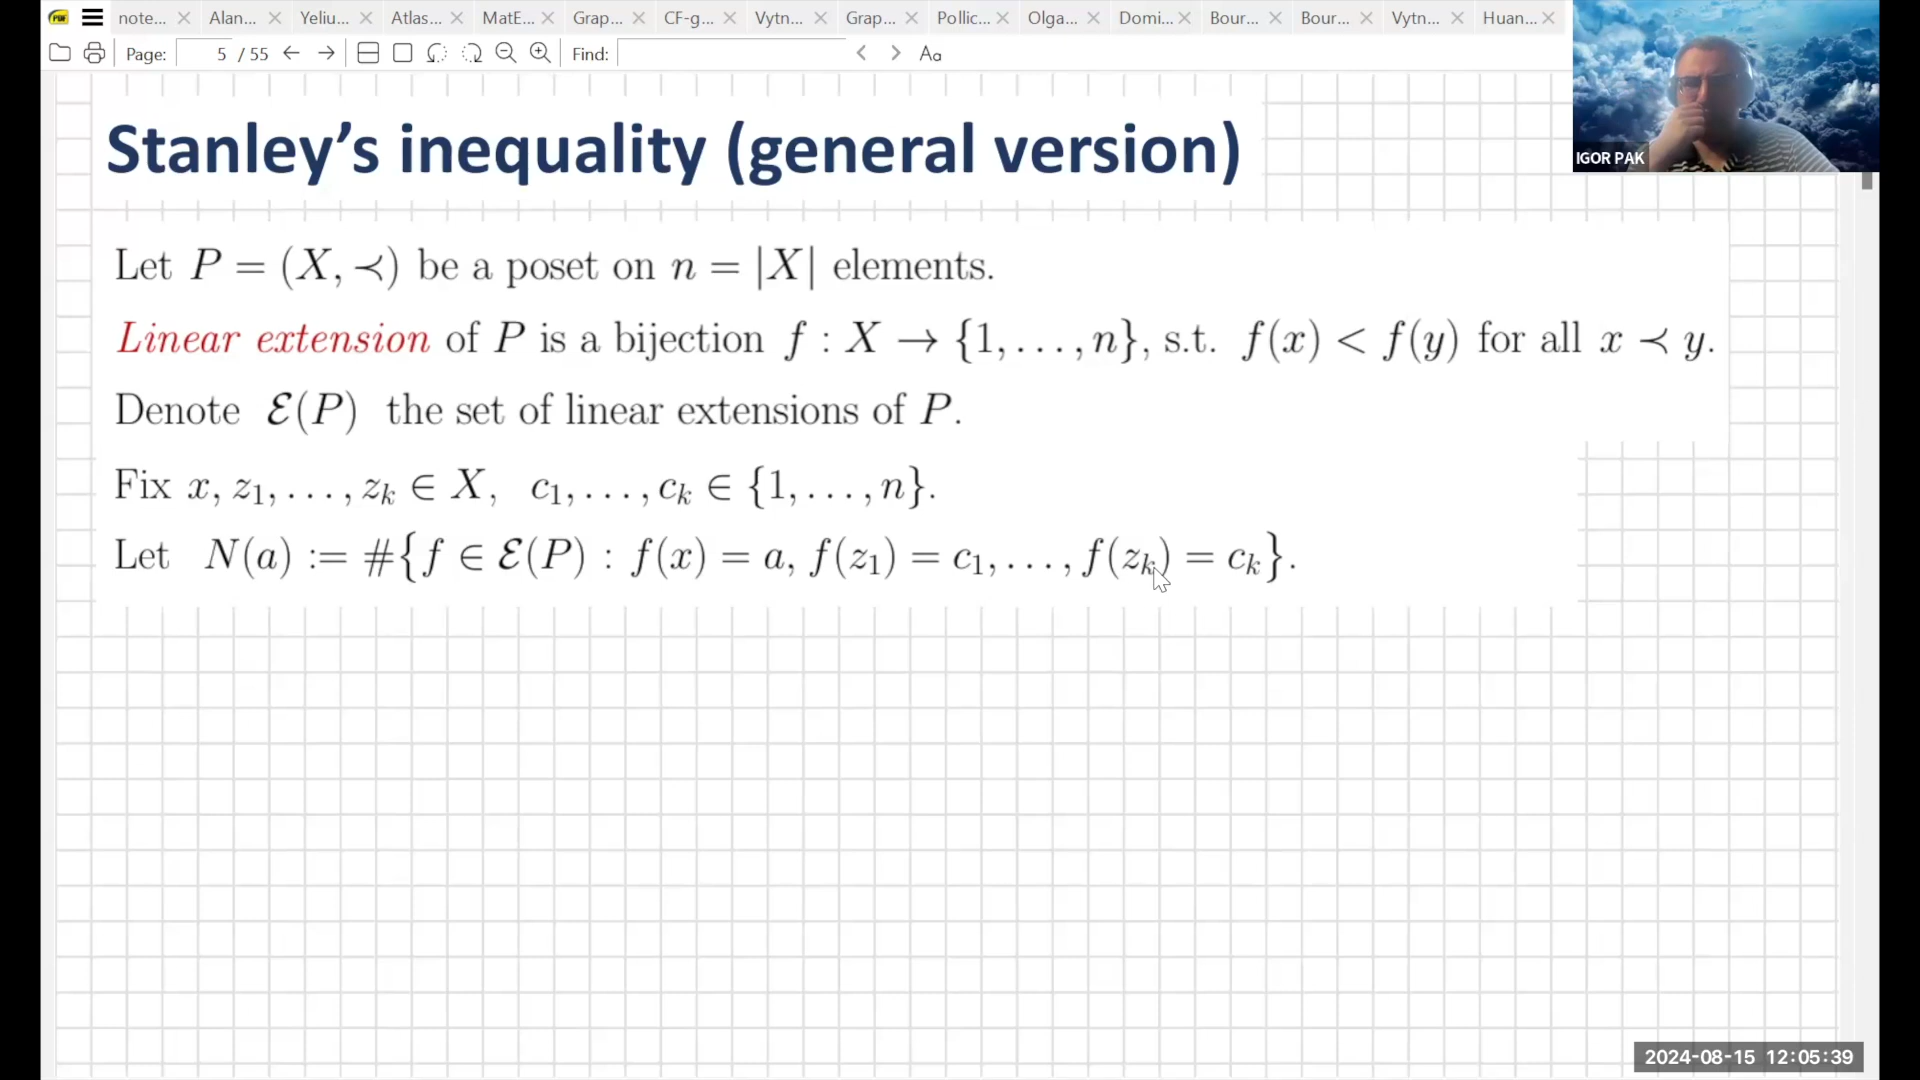 note... Alan... Yeliu... Atlas... MatE... Grap... CF-g... Vytn... Grap... Pollic... Olga... Domi... Bour... Bour... Vytn... Huan...
Page: 5 / 55 Find: Aa
IGOR PAK
Stanley’s inequality (general version)
Let P = (X, ≺) be a poset on n = |X| elements.
Linear extension of P is a bijection f : X → {1, . . . , n}, s.t. f(x) < f(y) for all x ≺ y.
Denote ℰ(P) the set of linear extensions of P.
Fix x, z₁, . . . , zₖ ∈ X, c₁, . . . , cₖ ∈ {1, . . . , n}.
Let N(a) := #{f ∈ ℰ(P) : f(x) = a, f(z₁) = c₁, . . . , f(zₖ) = cₖ}.
2024-08-15 12:05:39